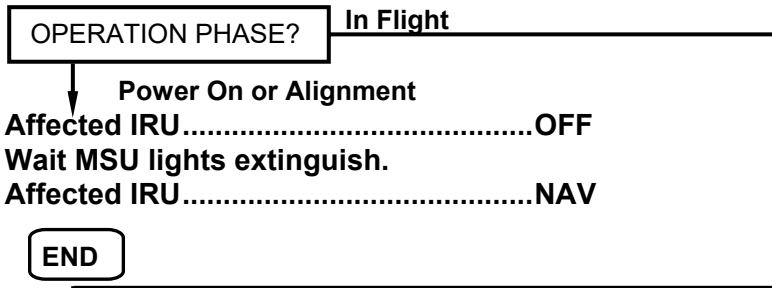 OPERATION PHASE? In Flight
Power On or Alignment
Affected IRU..........................................OFF
Wait MSU lights extinguish.
Affected IRU..........................................NAV
END